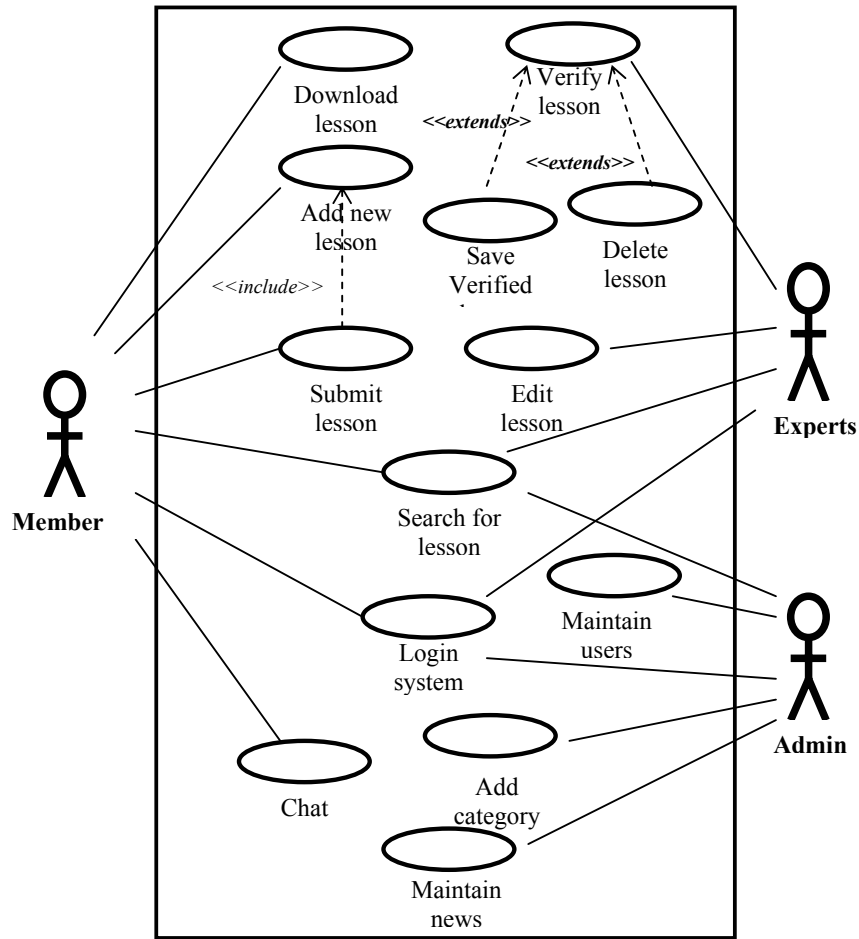 Download
lesson
Verify
lesson
<<extends>>
<<extends>>
Add new
lesson
Save
Verified
Delete
lesson
<<include>>
Submit
lesson
Edit
lesson
Experts
Member
Search for
lesson
Maintain
users
Login
system
Admin
Chat
Add
category
Maintain
news